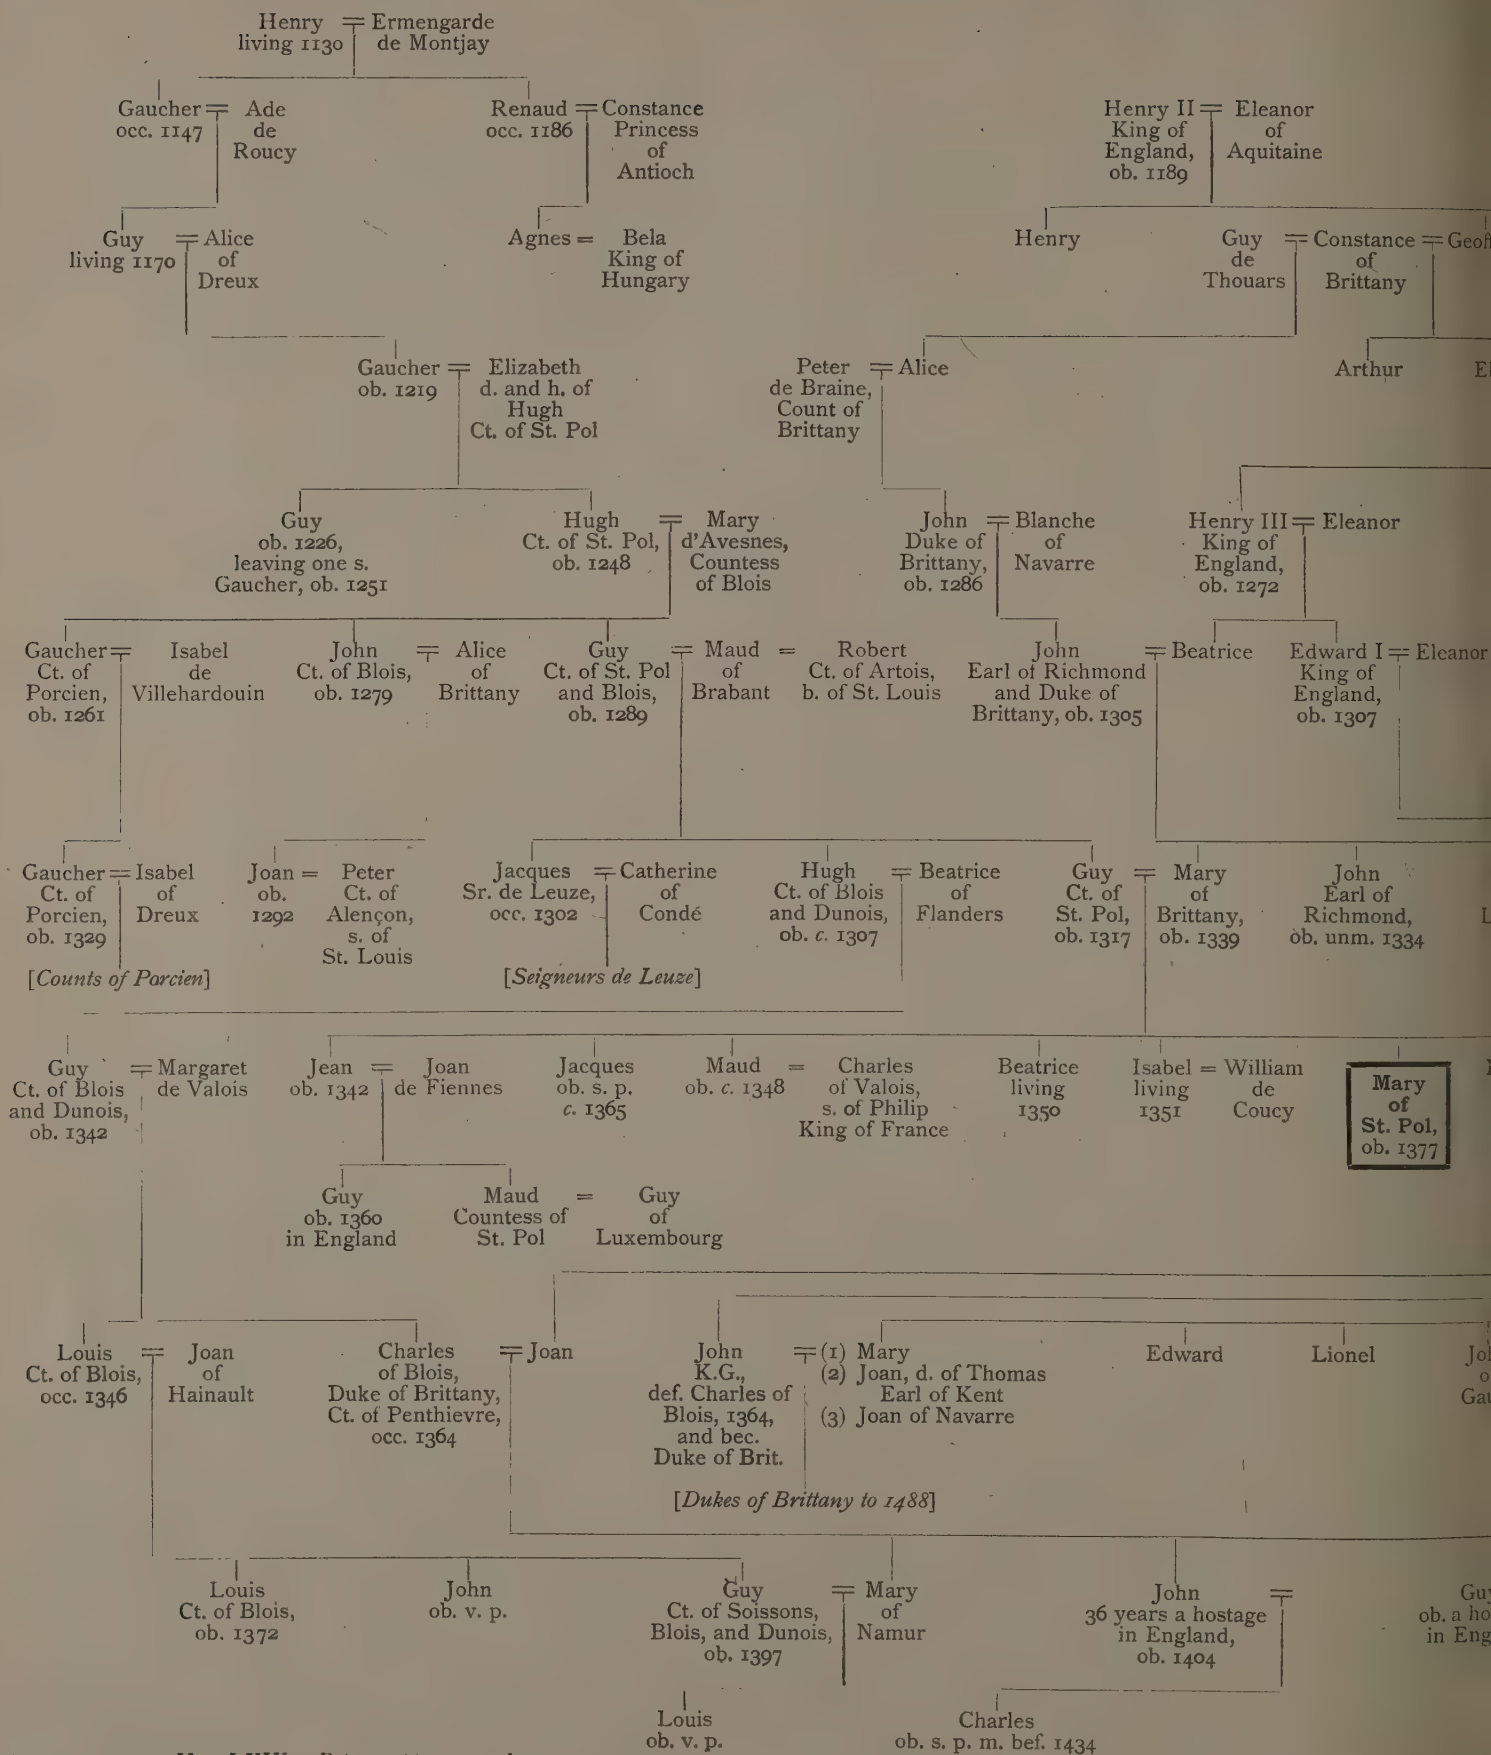 Henry = Ermengarde
living 1130 de Montjay
Gaucher = Ade
occ. 1147 de
Roucy
Renaud = Constance
occ. 1186 Princess
of
Antioch
Henry II = Eleanor
King of of
England, Aquitaine
ob. 1189
Guy = Alice
living 1170 of
Dreux
Agnes = Bela
King of
Hungary
Henry
Guy = Constance = Geoff
de of
Thouars Brittany
Gaucher = Elizabeth
ob. 1219 d. and h. of
Hugh
Ct. of St. Pol
Peter = Alice
de Braine,
Count of
Brittany
Arthur
Guy
ob. 1226,
leaving one s.
Gaucher, ob. 1251
Hugh = Mary
Ct. of St. Pol, d'Avesnes,
ob. 1248 Countess
of Blois
John = Blanche
Duke of of
Brittany, Navarre
ob. 1286
Henry III = Eleanor
King of
England,
ob. 1272
Gaucher = Isabel
Ct. of de
Porcien, Villehardouin
ob. 1261
John = Alice
Ct. of Blois, of
ob. 1279 Brittany
Guy = Maud = Robert
Ct. of St. Pol of Ct. of Artois,
and Blois, Brabant b. of St. Louis
ob. 1289
John = Beatrice
Earl of Richmond
and Duke of
Brittany, ob. 1305
Edward I = Eleanor
King of
England,
ob. 1307
Gaucher = Isabel
Ct. of of
Porcien, Dreux
ob. 1329
[Counts of Porcien]
Joan = Peter
ob. Ct. of
1292 Alençon,
s. of
St. Louis
Jacques = Catherine
Sr. de Leuze, of
occ. 1302 Condé
[Seigneurs de Leuze]
Hugh = Beatrice
Ct. of Blois of
and Dunois, Flanders
ob. c. 1307
Guy = Mary
Ct. of of
St. Pol, Brittany,
ob. 1317 ob. 1339
John
Earl of
Richmond,
ob. unm. 1334
Guy = Margaret
Ct. of Blois de Valois
and Dunois,
ob. 1342
Jean = Joan
ob. 1342 de Fiennes
Jacques
ob. s. p.
c. 1365
Maud = Charles
ob. c. 1348 of Valois,
s. of Philip
King of France
Beatrice
living
1350
Isabel = William
living de
1351 Coucy
Mary
of
St. Pol,
ob. 1377
Guy
ob. 1360
in England
Maud = Guy
Countess of of
St. Pol Luxembourg
Louis = Joan
Ct. of Blois, of
occ. 1346 Hainault
Charles = Joan
of Blois,
Duke of Brittany,
Ct. of Penthievre,
occ. 1364
John = (1) Mary
K.G., (2) Joan, d. of Thomas
def. Charles of Earl of Kent
Blois, 1364, (3) Joan of Navarre
and bec.
Duke of Brit.
[Dukes of Brittany to 1488]
Edward
Lionel
Joh
o
Gau
Louis
Ct. of Blois,
ob. 1372
John
ob. v. p.
Guy = Mary
Ct. of Soissons, of
Blois, and Dunois, Namur
ob. 1397
John =
36 years a hostage
in England,
ob. 1404
Guy
ob. a ho
in Eng
Louis
ob. v. p.
Charles
ob. s. p. m. bef. 1434